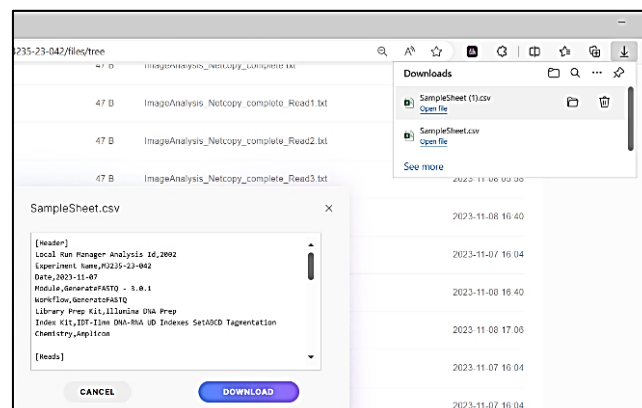 3235-23-042/files/tree
Downloads
SampleSheet (1).csv
Open file
SampleSheet.csv
Open file
See more
47 B ImageAnalysis_Netcopy_complete.txt
47 B ImageAnalysis_Netcopy_complete_Read1.txt
47 B ImageAnalysis_Netcopy_complete_Read2.txt
47 B ImageAnalysis_Netcopy_complete_Read3.txt
2023-11-08 16:40
2023-11-07 16:04
2023-11-08 16:40
2023-11-08 17:06
2023-11-07 16:04
2023-11-07 16:04
SampleSheet.csv
[Header]
Local Run Manager Analysis Id,2002
Experiment Name,M3235-23-042
Date,2023-11-07
Module,GenerateFASTQ - 3.0.1
Workflow,GenerateFASTQ
Library Prep Kit,Illumina DNA Prep
Index Kit,IDT-Ilmn DNA-RNA UD Indexes SetABCD Tagmentation
Chemistry,Amplicon
[Reads]
CANCEL
DOWNLOAD